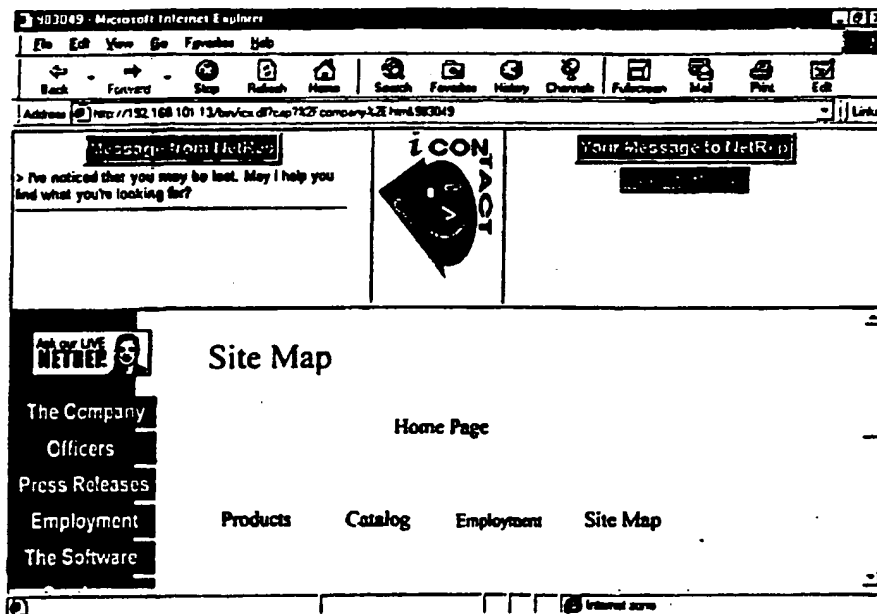 983049 - Microsoft Internet Explorer
File Edit View Go Favorites Help
Back Forward Stop Refresh Home Search Favorites History Channels Fullscreen Mail Print Edit
Address Links
Message from NetRep
> I've noticed that you may be lost. May I help you
find what you're looking for?
i CONTACT
Your Message to NetRep
Ask our LIVE
NETREP
Site Map
The Company
Home Page
Officers
Press Releases
Employment
Products Catalog Employment Site Map
The Software
Internet zone